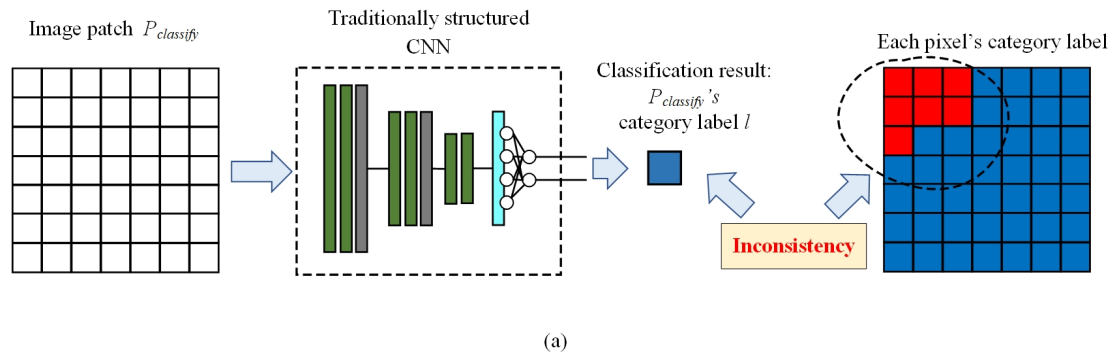 Image patch P_classify
Traditionally structured
CNN
Classification result:
P_classify's
category label l
Each pixel's category label
Inconsistency
(a)